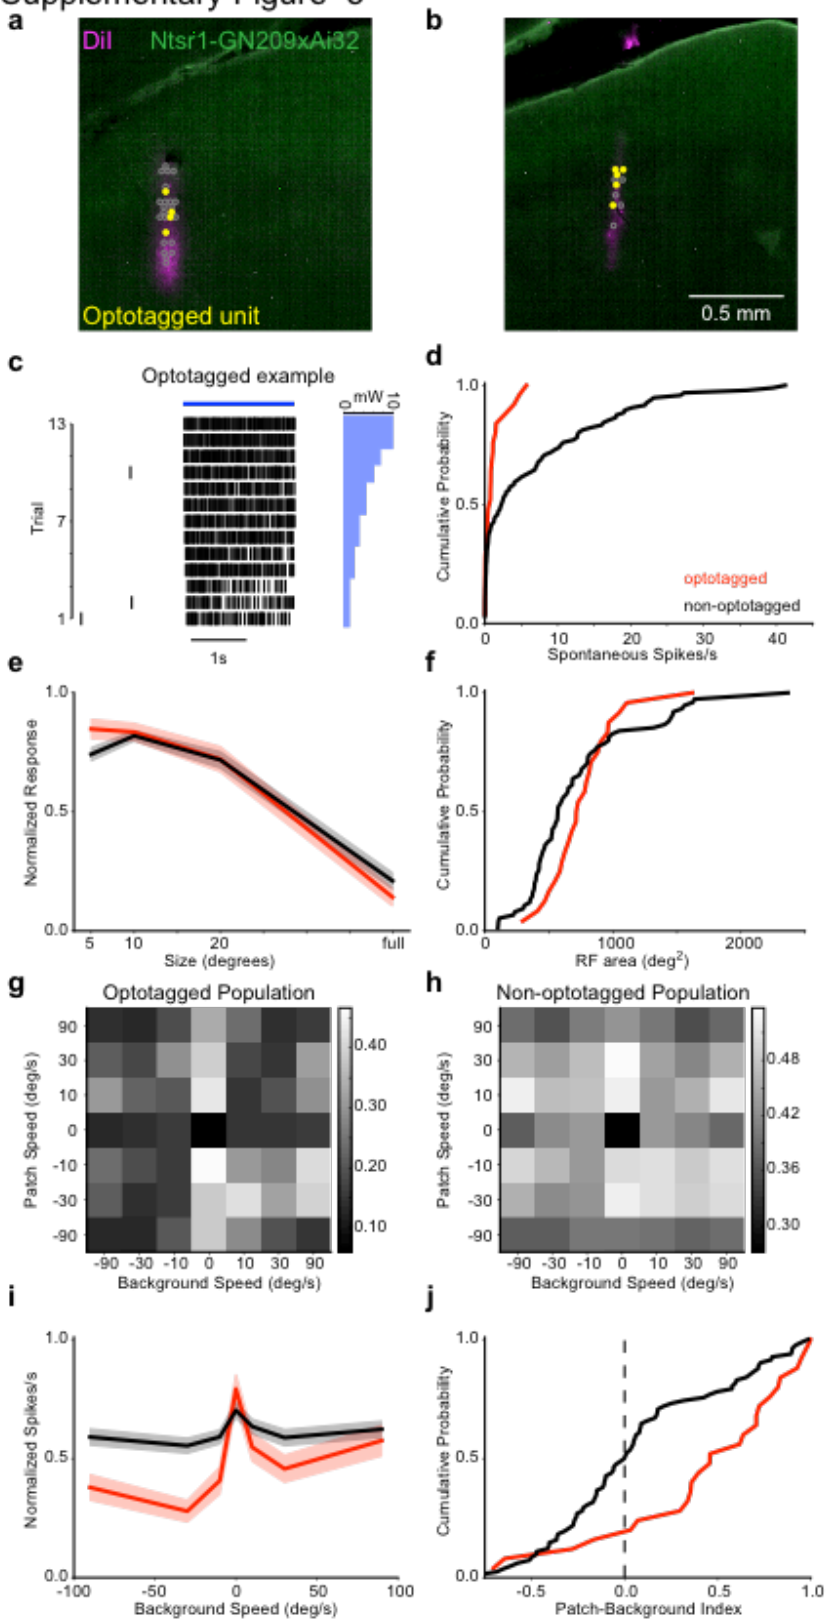 a
DiI Ntsr1-GN209xAi32
Optotagged unit
b
0.5 mm
c
Optotagged example
mW
0 10
13
7
1
Trial
1s
d
Cumulative Probability
1.0
0.5
0.0
optotagged
non-optotagged
0 10 20 30 40
Spontaneous Spikes/s
e
Normalized Response
1.0
0.5
0.0
5 10 20 full
Size (degrees)
f
Cumulative Probability
1.0
0.5
0.0
0 1000 2000
RF area (deg²)
g
Optotagged Population
Patch Speed (deg/s)
90
30
10
0
-10
-30
-90
-90 -30 -10 0 10 30 90
Background Speed (deg/s)
0.40
0.30
0.20
0.10
h
Non-optotagged Population
Patch Speed (deg/s)
90
30
10
0
-10
-30
-90
-90 -30 -10 0 10 30 90
Background Speed (deg/s)
0.48
0.42
0.36
0.30
i
Normalized Spikes/s
1.0
0.5
0.0
-100 -50 0 50 100
Background Speed (deg/s)
j
Cumulative Probability
1.0
0.5
0.0
-0.5 0.0 0.5 1.0
Patch-Background Index